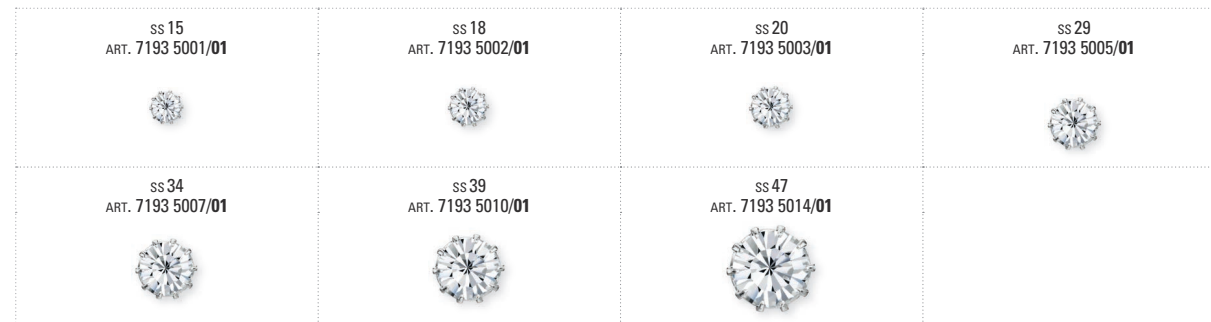 SS 15
ART. 7193 5001/01
SS 18
ART. 7193 5002/01
SS 20
ART. 7193 5003/01
SS 29
ART. 7193 5005/01
SS 34
ART. 7193 5007/01
SS 39
ART. 7193 5010/01
SS 47
ART. 7193 5014/01